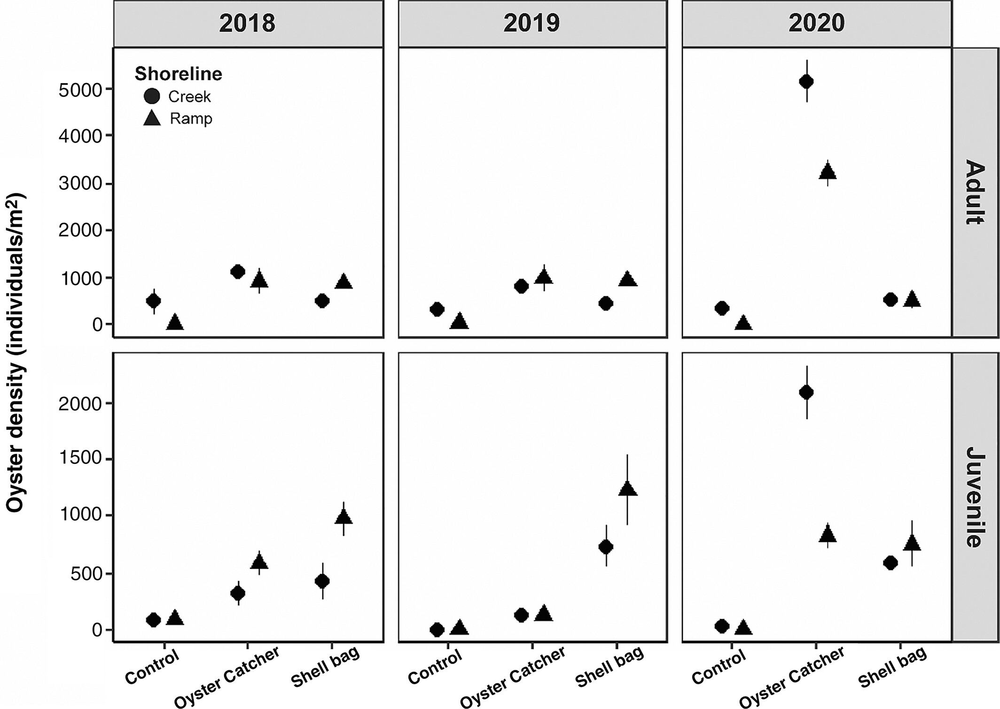 2018
2019
2020
Shoreline
Creek
Ramp
5000
4000
3000
2000
1000
0
Adult
Oyster density (individuals/m²)
2000
1500
1000
500
0
Juvenile
Control
Oyster Catcher
Shell bag
Control
Oyster Catcher
Shell bag
Control
Oyster Catcher
Shell bag